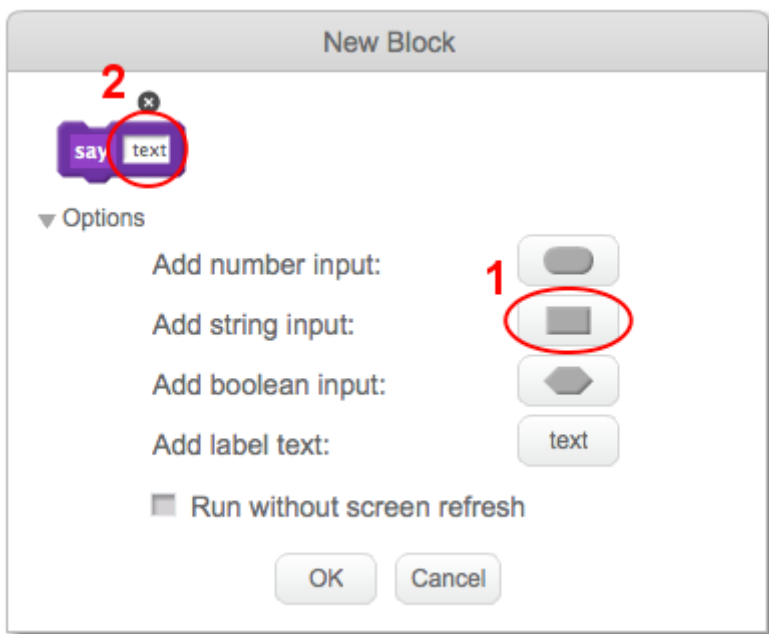 New Block
2
say text
Options
Add number input:
1
Add string input:
Add boolean input:
Add label text: text
Run without screen refresh
OK Cancel